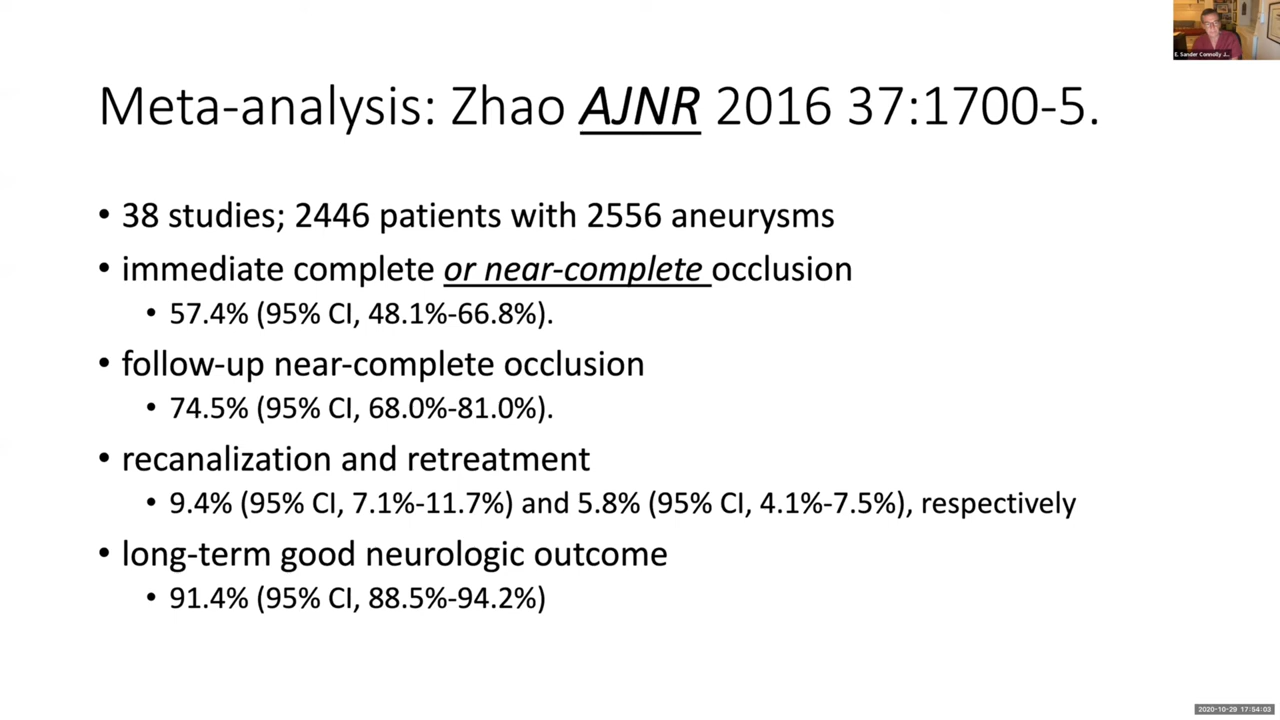 E Sander Connolly J...
Meta-analysis: Zhao AJNR 2016 37:1700-5.
• 38 studies; 2446 patients with 2556 aneurysms
• immediate complete or near-complete occlusion
• 57.4% (95% CI, 48.1%-66.8%).
• follow-up near-complete occlusion
• 74.5% (95% CI, 68.0%-81.0%).
• recanalization and retreatment
• 9.4% (95% CI, 7.1%-11.7%) and 5.8% (95% CI, 4.1%-7.5%), respectively
• long-term good neurologic outcome
• 91.4% (95% CI, 88.5%-94.2%)
2020-10-29 17:54:03